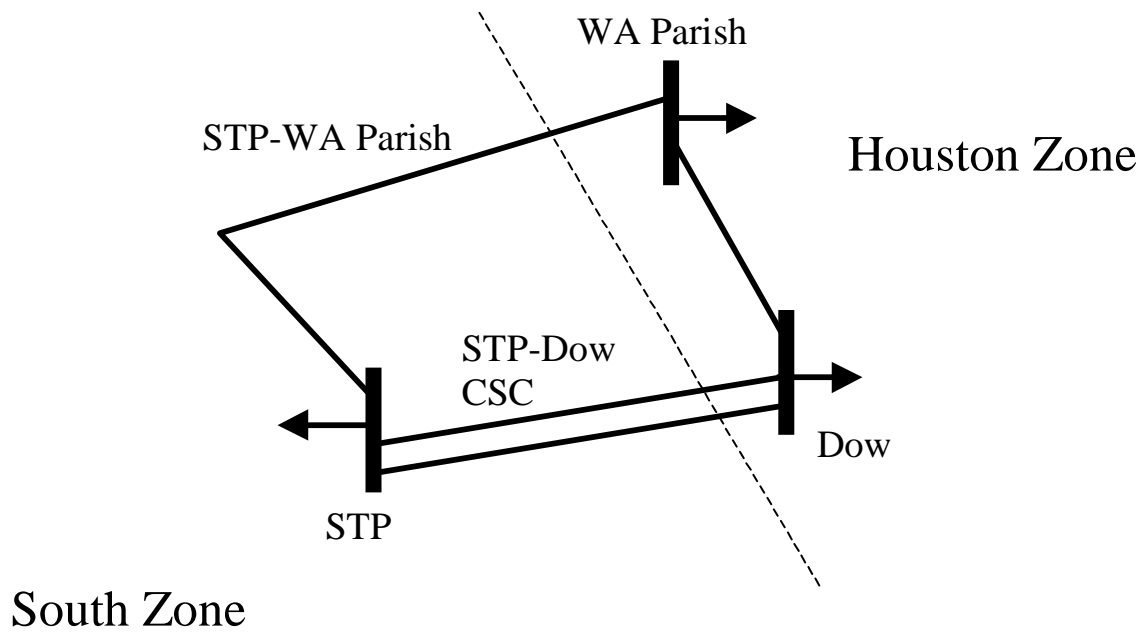 WA Parish
STP-WA Parish
Houston Zone
STP-Dow
CSC
Dow
STP
South Zone